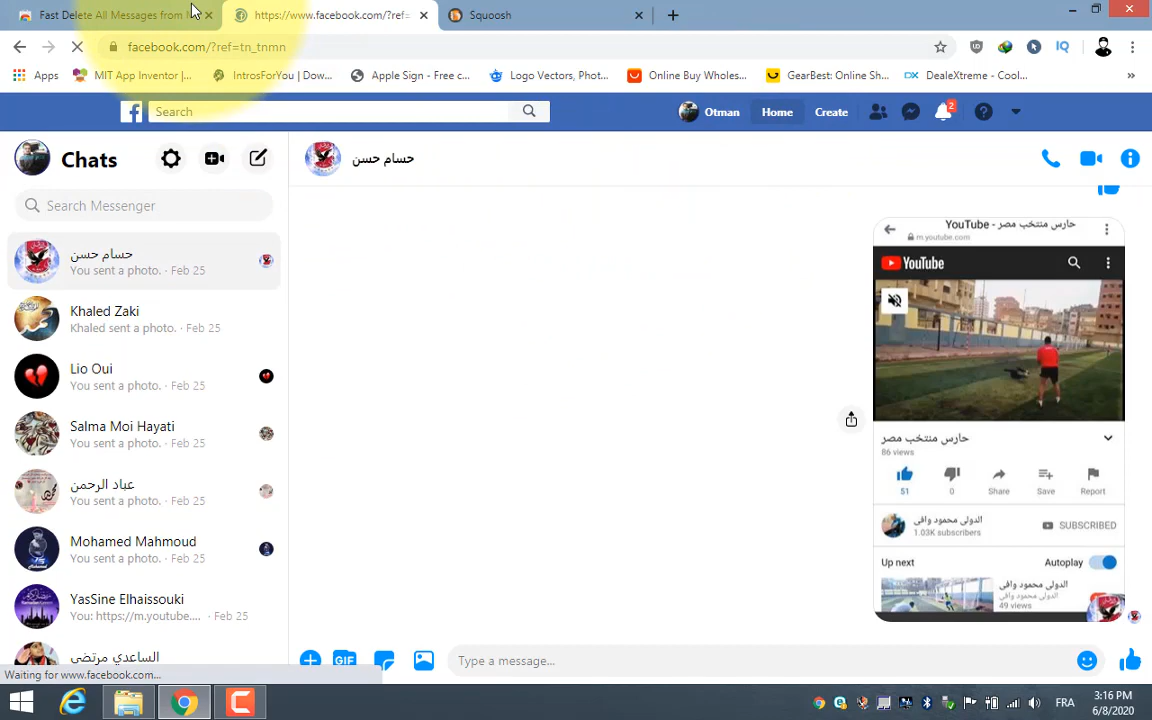 Fast Delete All Messages from
https://www.facebook.com/?ref=
Squoosh
facebook.com/?ref=tn_tnmn
Apps
MIT App Inventor |...
IntrosForYou | Dow...
Apple Sign - Free c...
Logo Vectors, Phot...
Online Buy Wholes...
GearBest: Online Sh...
DealeXtreme - Cool...
»
Search
Otman
Home
Create
2
Chats
حسام حسن
Search Messenger
حسام حسن
You sent a photo. · Feb 25
Khaled Zaki
Khaled sent a photo. · Feb 25
Lio Oui
You sent a photo. · Feb 25
Salma Moi Hayati
You sent a photo. · Feb 25
عباد الرحمن
You sent a photo. · Feb 25
Mohamed Mahmoud
You sent a photo. · Feb 25
YasSine Elhaissouki
You: https://m.youtube.... · Feb 25
الساعدي مرتضى
حارس منتخب مصر - YouTube
m.youtube.com
YouTube
حارس منتخب مصر
86 views
51
0
Share
Save
Report
الدولى محمود وافى
1.03K subscribers
SUBSCRIBED
Up next
Autoplay
الدولى محمود وافى
49 views
GIF
Type a message...
Waiting for www.facebook.com...
FRA
3:16 PM
6/8/2020